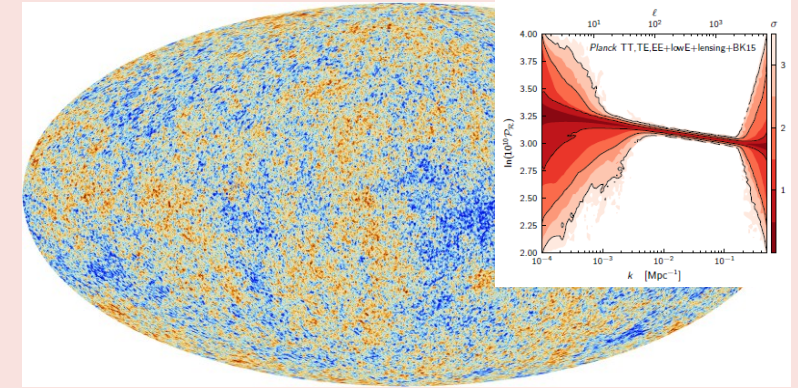 ℓ
10¹ 10² 10³
σ
Planck TT,TE,EE+lowE+lensing+BK15
4.00
3.75
3.50
3.25
3.00
2.75
2.50
2.25
2.00
ln(10¹⁰𝒫_ℛ)
3
2
1
10⁻⁴ 10⁻³ 10⁻² 10⁻¹
k [Mpc⁻¹]